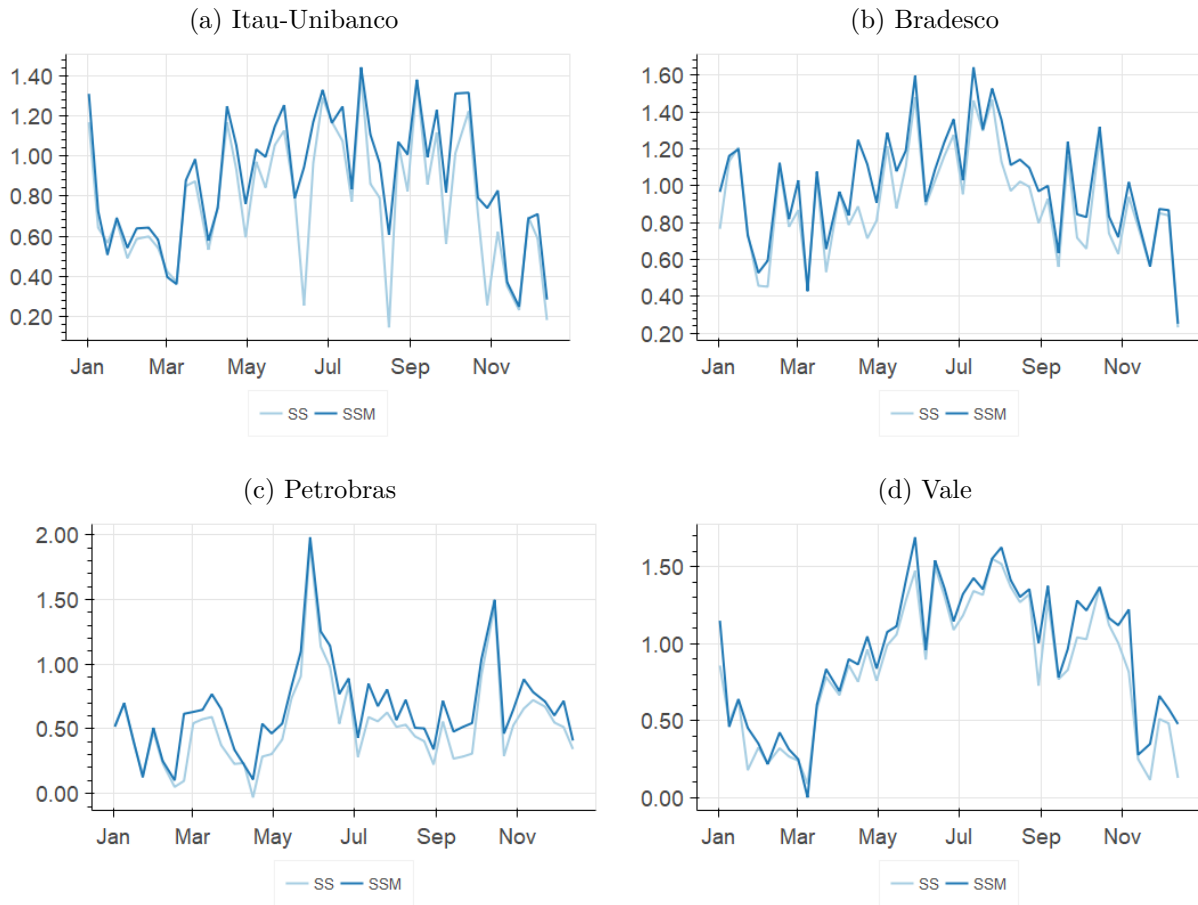 (a) Itau-Unibanco
1.40
1.20
1.00
0.80
0.60
0.40
0.20
Jan Mar May Jul Sep Nov
SS SSM
(b) Bradesco
1.60
1.40
1.20
1.00
0.80
0.60
0.40
0.20
Jan Mar May Jul Sep Nov
SS SSM
(c) Petrobras
2.00
1.50
1.00
0.50
0.00
Jan Mar May Jul Sep Nov
SS SSM
(d) Vale
1.50
1.00
0.50
0.00
Jan Mar May Jul Sep Nov
SS SSM